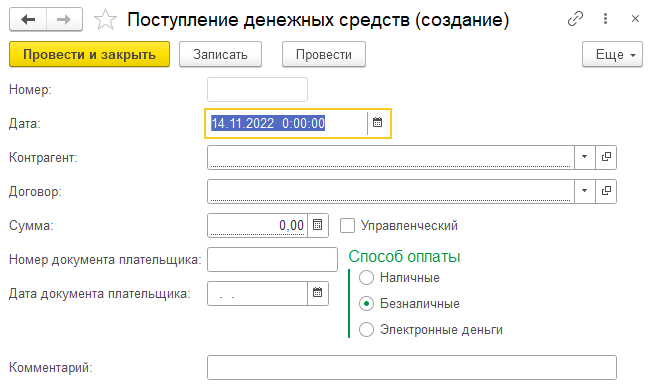 Поступление денежных средств (создание)
Провести и закрыть Записать Провести Еще
Номер:
Дата: 14.11.2022 0:00:00
Контрагент:
Договор:
Сумма: 0,00 Управленческий
Номер документа плательщика: Способ оплаты
Наличные
Дата документа плательщика: . . Безналичные
Электронные деньги
Комментарий: